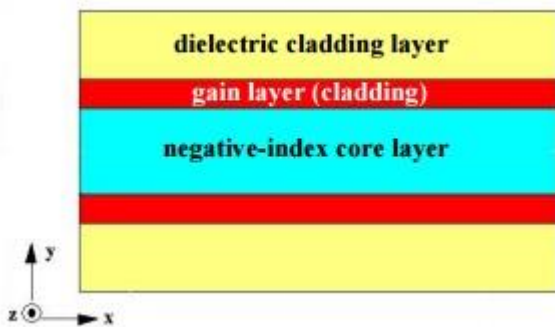 dielectric cladding layer
gain layer (cladding)
negative-index core layer
y
z
x